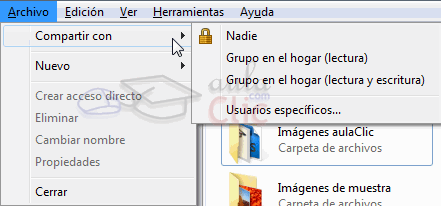 Archivo Edición Ver Herramientas Ayuda
Compartir con
Nuevo
Crear acceso directo
Eliminar
Cambiar nombre
Propiedades
Cerrar
Nadie
Grupo en el hogar (lectura)
Grupo en el hogar (lectura y escritura)
Usuarios específicos...
aula
Clic
.com
Imágenes aulaClic
Carpeta de archivos
Imágenes de muestra
Carpeta de archivos